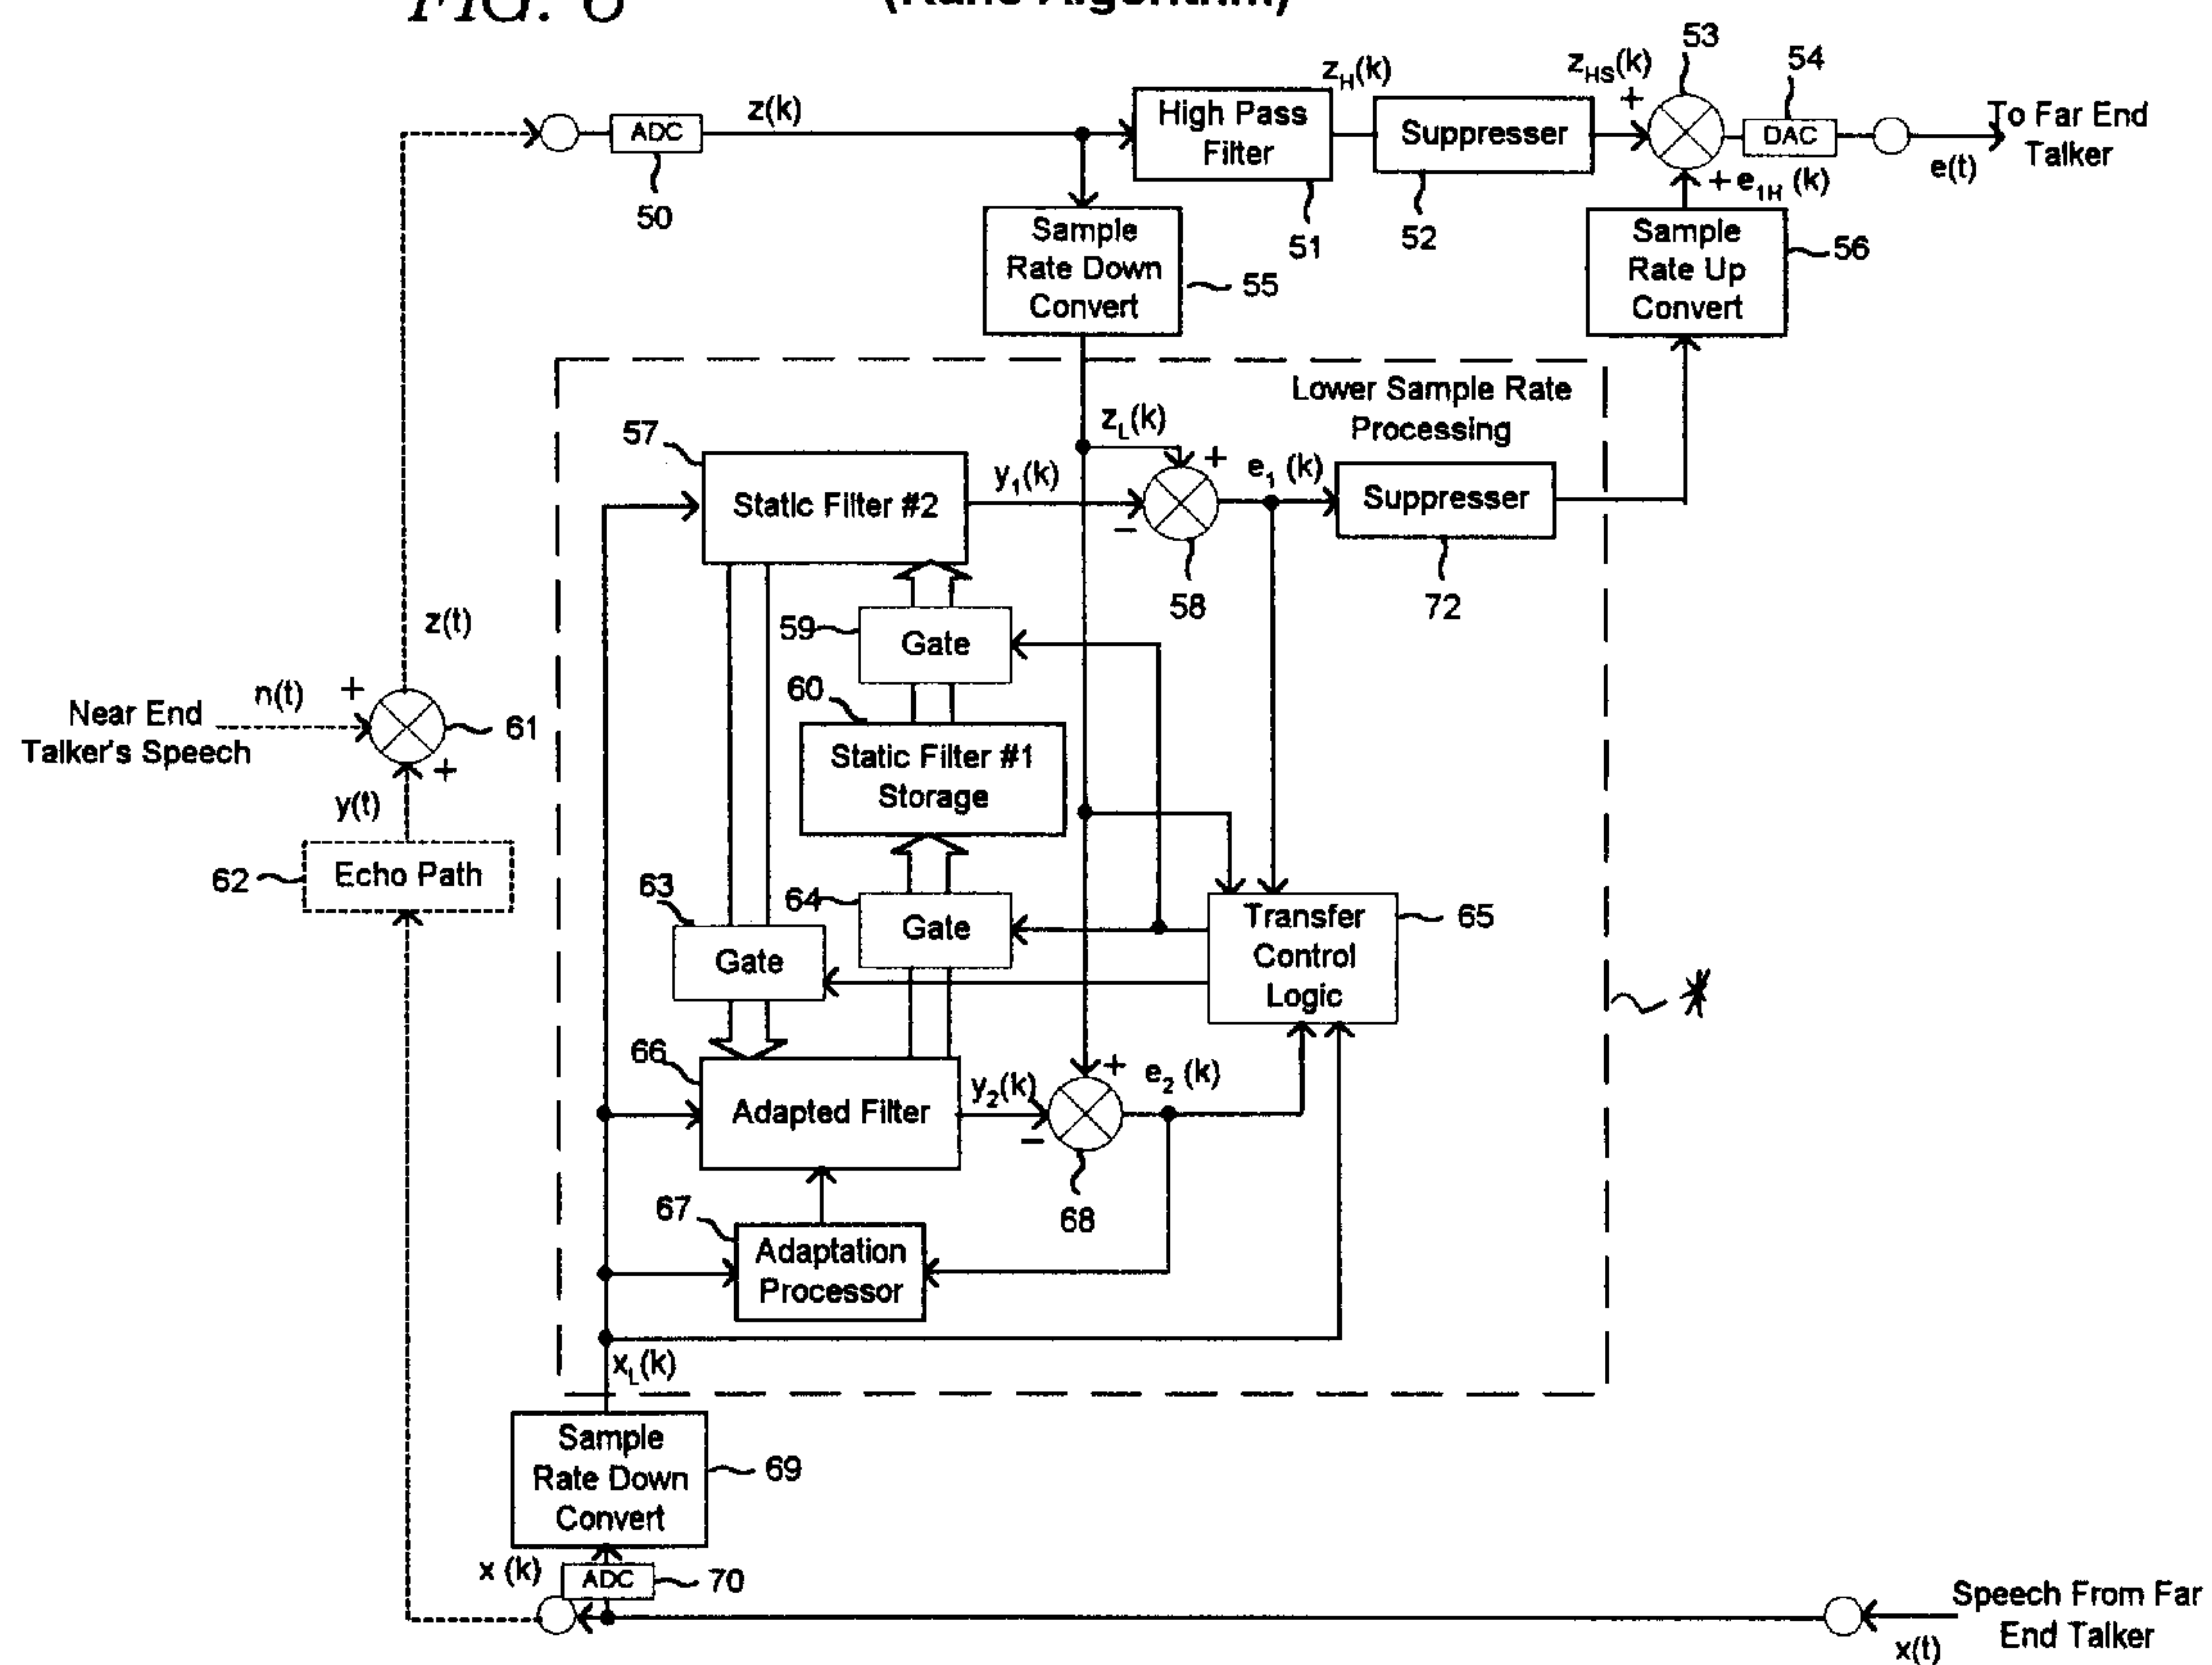 FIG. 6
53
54
z(k)
z_H(k)
z_HS(k)
+
ADC
High Pass
Filter
Suppresser
DAC
To Far End
Talker
e(t)
50
51
52
+ e_1H (k)
Sample
Rate Down
Convert
55
Sample
Rate Up
Convert
56
Lower Sample Rate
Processing
57
z_L(k)
Static Filter #2
y_1(k)
+
−
e_1 (k)
Suppresser
58
72
59
Gate
z(t)
60
Near End
Talker's Speech
n(t)
+
61
+
Static Filter #1
Storage
y(t)
62
Echo Path
63
64
Gate
Gate
Transfer
Control
Logic
65
66
Adapted Filter
y_2(k)
+
−
e_2 (k)
68
67
Adaptation
Processor
x_L(k)
Sample
Rate Down
Convert
69
x (k)
ADC
70
Speech From Far
End Talker
x(t)